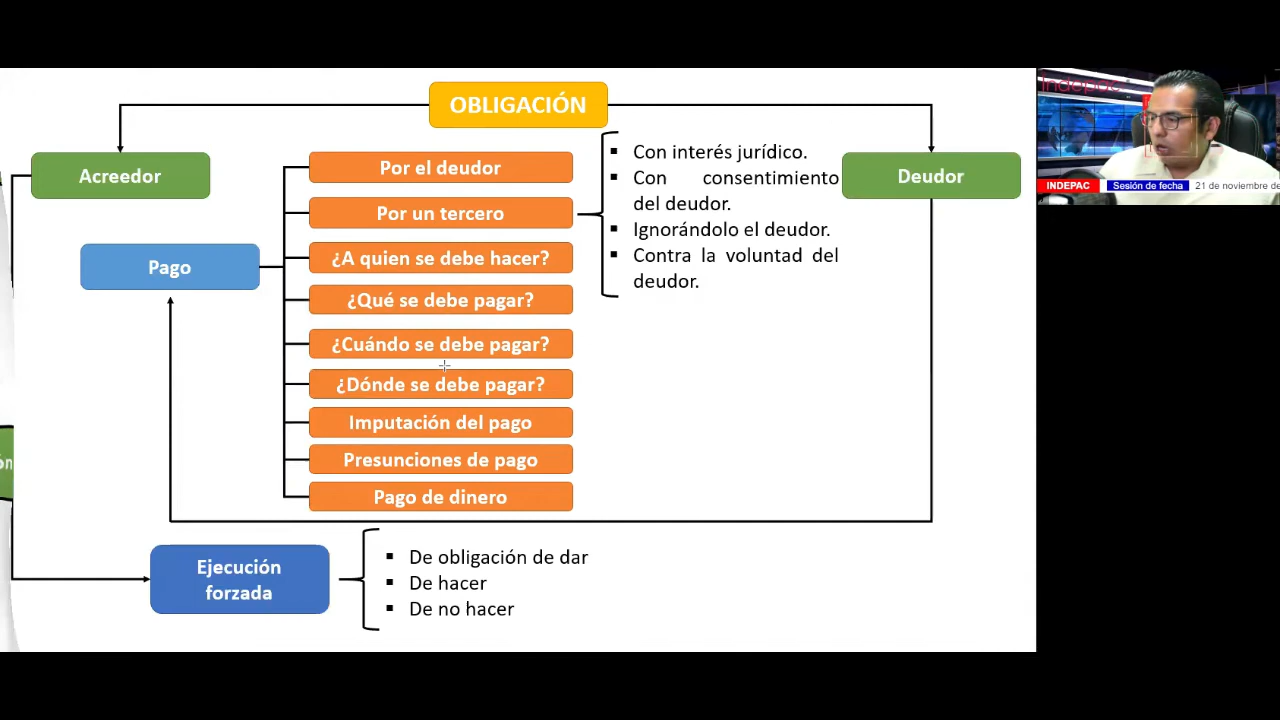 OBLIGACIÓN
Acreedor
Deudor
Pago
Por el deudor
Por un tercero
¿A quien se debe hacer?
¿Qué se debe pagar?
¿Cuándo se debe pagar?
¿Dónde se debe pagar?
Imputación del pago
Presunciones de pago
Pago de dinero
▪ Con interés jurídico.
▪ Con consentimiento
del deudor.
▪ Ignorándolo el deudor.
▪ Contra la voluntad del
deudor.
Ejecución
forzada
▪ De obligación de dar
▪ De hacer
▪ De no hacer
ón
Indepac
INDEPAC Sesión de fecha 21 de noviembre de